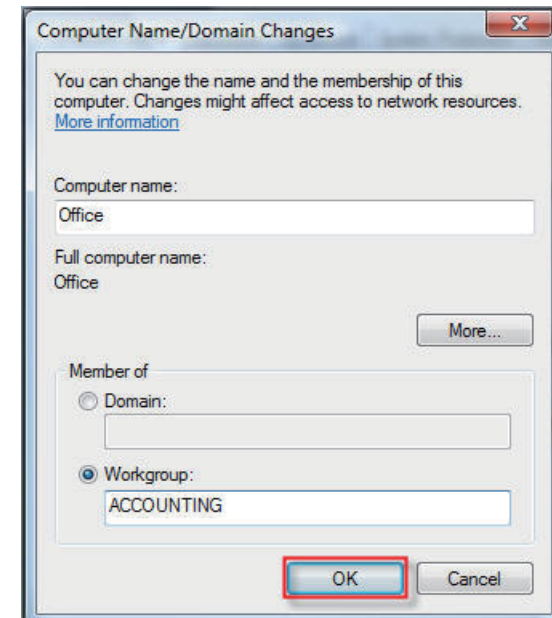 Computer Name/Domain Changes
You can change the name and the membership of this
computer. Changes might affect access to network resources.
More information
Computer name:
Office
Full computer name:
Office
More...
Member of
Domain:
Workgroup:
ACCOUNTING
OK
Cancel